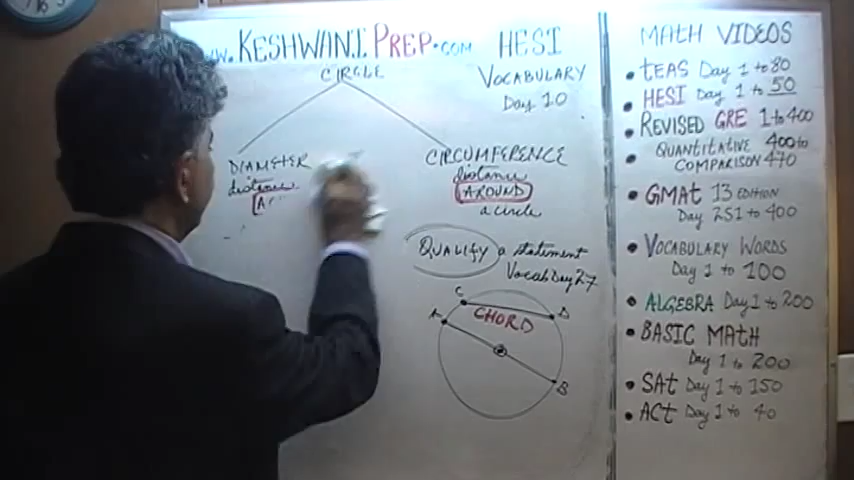 WWW.KESHWANIPREP.COM
HESI
VOCABULARY
Day 10
CIRCLE
DIAMETER
distance
CIRCUMFERENCE
distance
AROUND
a circle
QUALIFY a statement
Vocab Day 27
C
D
CHORD
A
B
MATH VIDEOS
• TEAS Day 1 to 80
• HESI Day 1 to 50
• REVISED GRE 1 to 400
• QUANTITATIVE 400 to
COMPARISON 470
• GMAT 13 EDITION
Day 251 to 400
• VOCABULARY WORDS
Day 1 to 100
• ALGEBRA Day 1 to 200
• BASIC MATH
Day 1 to 200
• SAT Day 1 to 150
• ACT Day 1 to 40